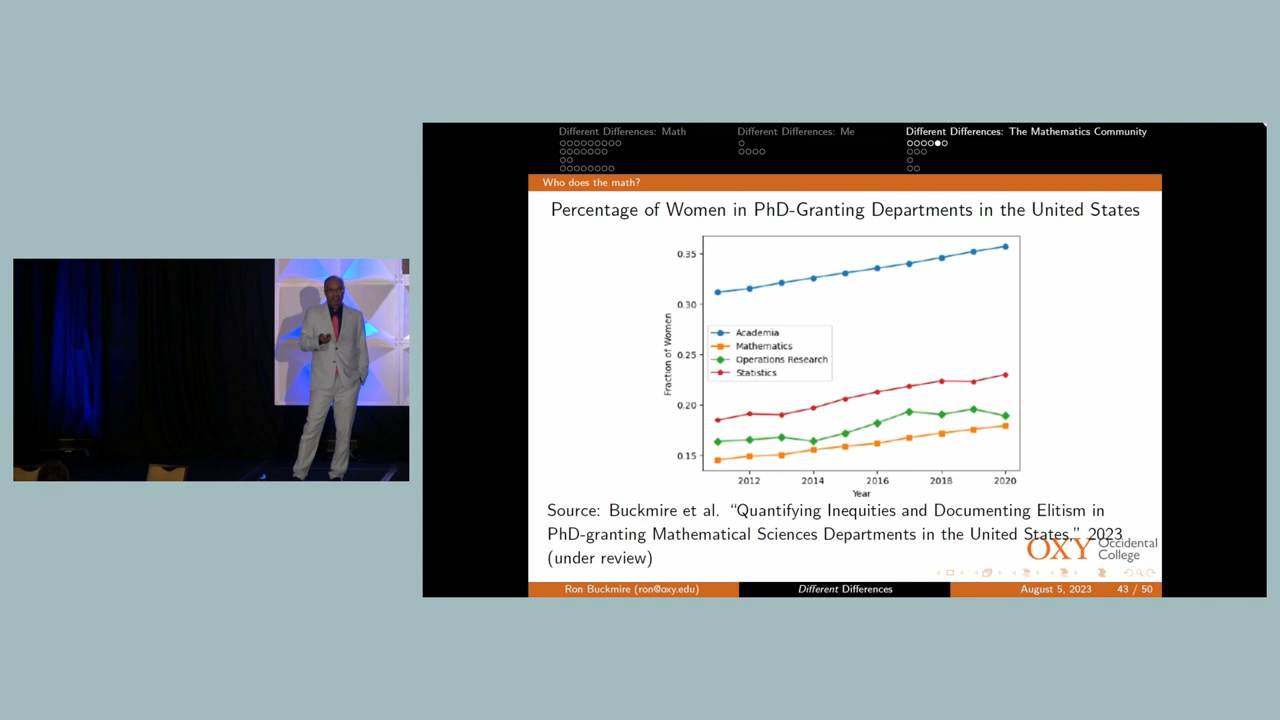 Different Differences: Math
Different Differences: Me
Different Differences: The Mathematics Community
Who does the math?
Percentage of Women in PhD-Granting Departments in the United States
0.35
0.30
0.25
0.20
0.15
Fraction of Women
Academia
Mathematics
Operations Research
Statistics
2012 2014 2016 2018 2020
Year
Source: Buckmire et al. “Quantifying Inequities and Documenting Elitism in
PhD-granting Mathematical Sciences Departments in the United States,” 2023
(under review)
OXY Occidental
College
Ron Buckmire (ron@oxy.edu) Different Differences August 5, 2023 43 / 50